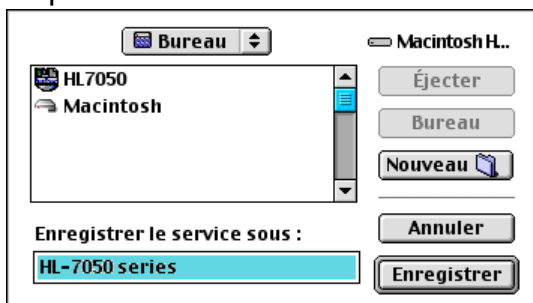 Bureau
Macintosh H...
HL7050
Macintosh
Éjecter
Bureau
Nouveau
Enregistrer le service sous :
HL-7050 series
Annuler
Enregistrer